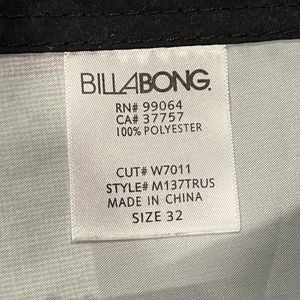 BILLABONG.
RN# 99064
CA# 37757
100% POLYESTER
CUT# W7011
STYLE# M137TRUS
MADE IN CHINA
SIZE 32